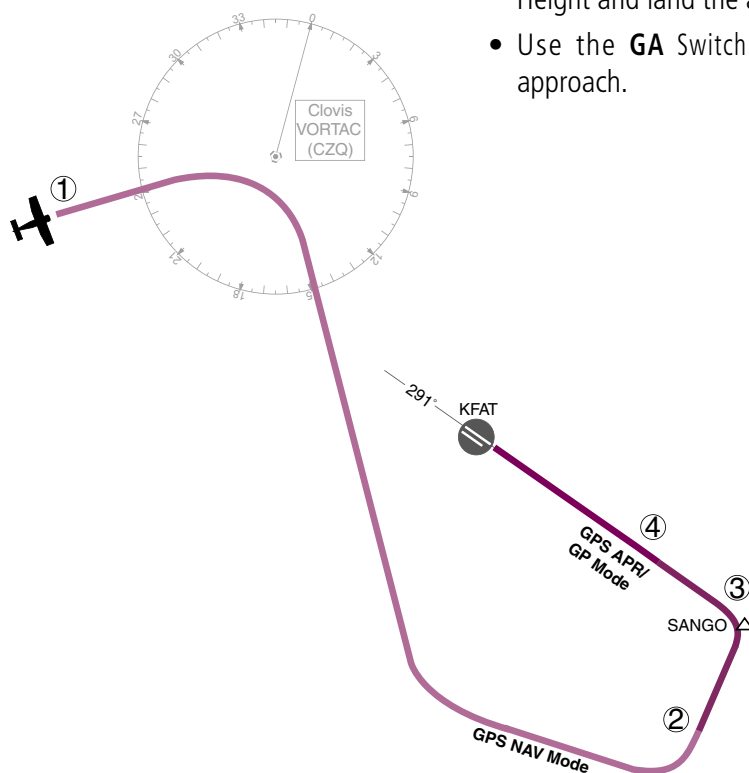 Height and land the a
• Use the GA Switch
approach.
33
0
3
6
9
12
15
18
21
24
27
30
Clovis
VORTAC
(CZQ)
①
291°
KFAT
④
GPS APR/
GP Mode
③
SANGO
②
GPS NAV Mode